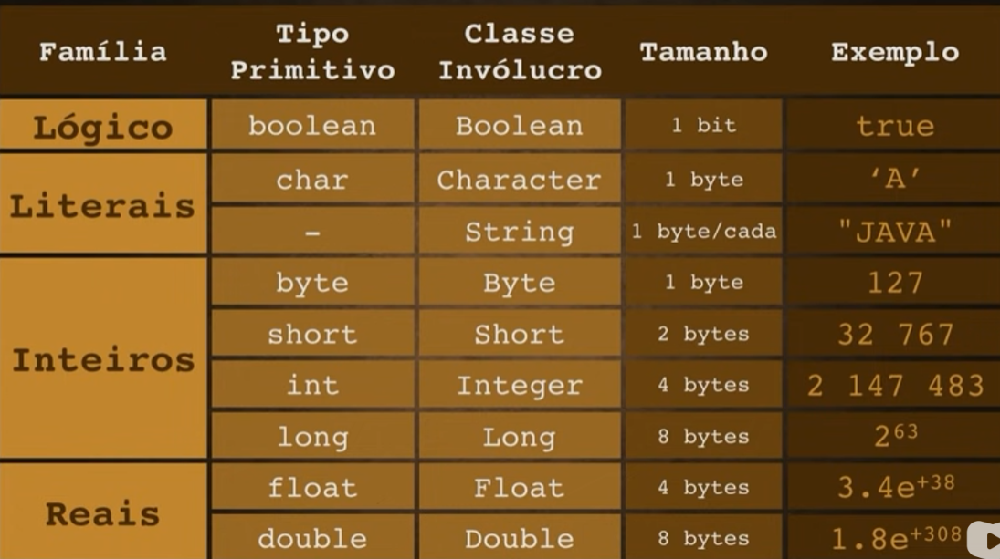 Família
Tipo
Primitivo
Classe
Invólucro
Tamanho
Exemplo
Lógico
boolean
Boolean
1 bit
true
Literais
char
Character
1 byte
‘A’
–
String
1 byte/cada
"JAVA"
Inteiros
byte
Byte
1 byte
127
short
Short
2 bytes
32 767
int
Integer
4 bytes
2 147 483
long
Long
8 bytes
2⁶³
Reais
float
Float
4 bytes
3.4e⁺³⁸
double
Double
8 bytes
1.8e⁺³⁰⁸